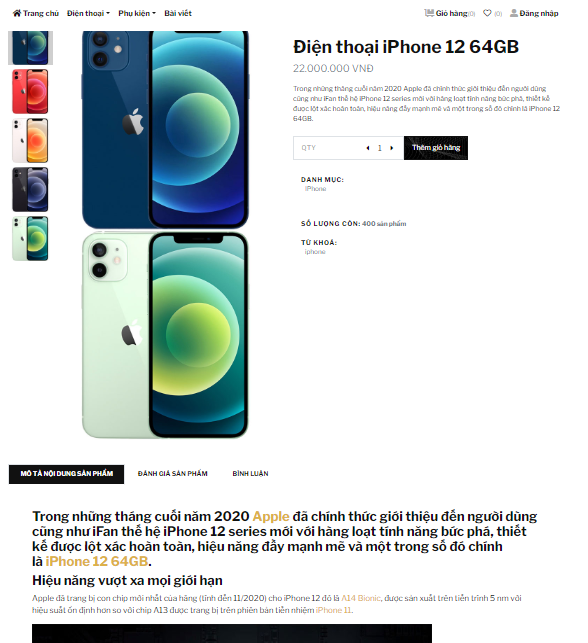 Trang chủ Điện thoại Phụ kiện Bài viết Giỏ hàng(0) (0) Đăng nhập
Điện thoại iPhone 12 64GB
22.000.000 VNĐ
Trong những tháng cuối năm 2020 Apple đã chính thức giới thiệu đến người dùng
cũng như iFan thế hệ iPhone 12 series mới với hàng loạt tính năng bức phá, thiết kế
được lột xác hoàn toàn, hiệu năng đầy mạnh mẽ và một trong số đó chính là iPhone 12
64GB.
QTY 1 Thêm giỏ hàng
DANH MỤC:
iPhone
SỐ LƯỢNG CÒN: 400 sản phẩm
TỪ KHOÁ:
iphone
MÔ TẢ NỘI DUNG SẢN PHẨM ĐÁNH GIÁ SẢN PHẨM BÌNH LUẬN
Trong những tháng cuối năm 2020 Apple đã chính thức giới thiệu đến người dùng
cũng như iFan thế hệ iPhone 12 series mới với hàng loạt tính năng bức phá, thiết
kế được lột xác hoàn toàn, hiệu năng đầy mạnh mẽ và một trong số đó chính
là iPhone 12 64GB.
Hiệu năng vượt xa mọi giới hạn
Apple đã trang bị con chip mới nhất của hãng (tính đến 11/2020) cho iPhone 12 đó là A14 Bionic, được sản xuất trên tiến trình 5 nm với
hiệu suất ổn định hơn so với chip A13 được trang bị trên phiên bản tiền nhiệm iPhone 11.